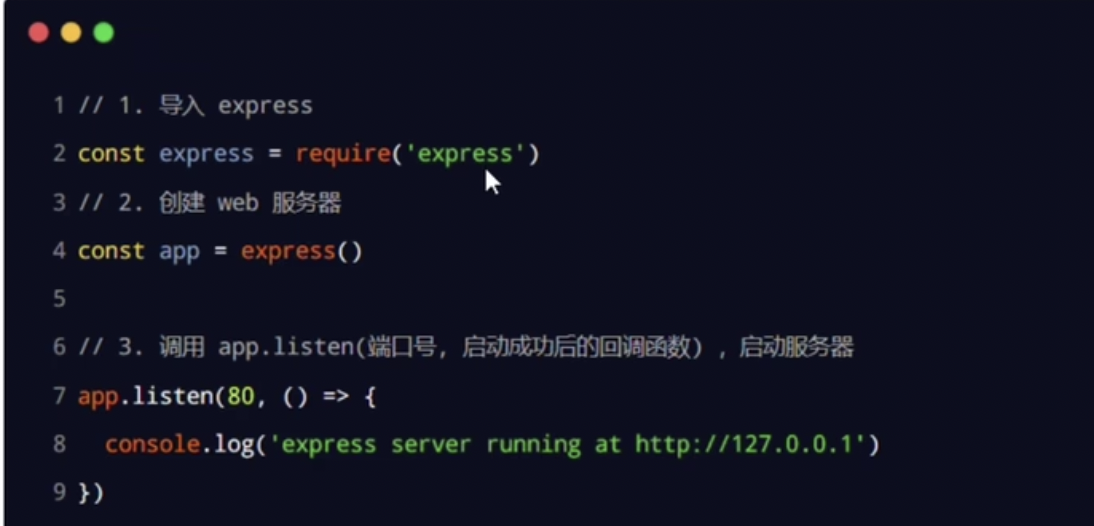 1 // 1. 导入 express
2 const express = require('express')
3 // 2. 创建 web 服务器
4 const app = express()
5
6 // 3. 调用 app.listen(端口号, 启动成功后的回调函数) , 启动服务器
7 app.listen(80, () => {
8   console.log('express server running at http://127.0.0.1')
9 })